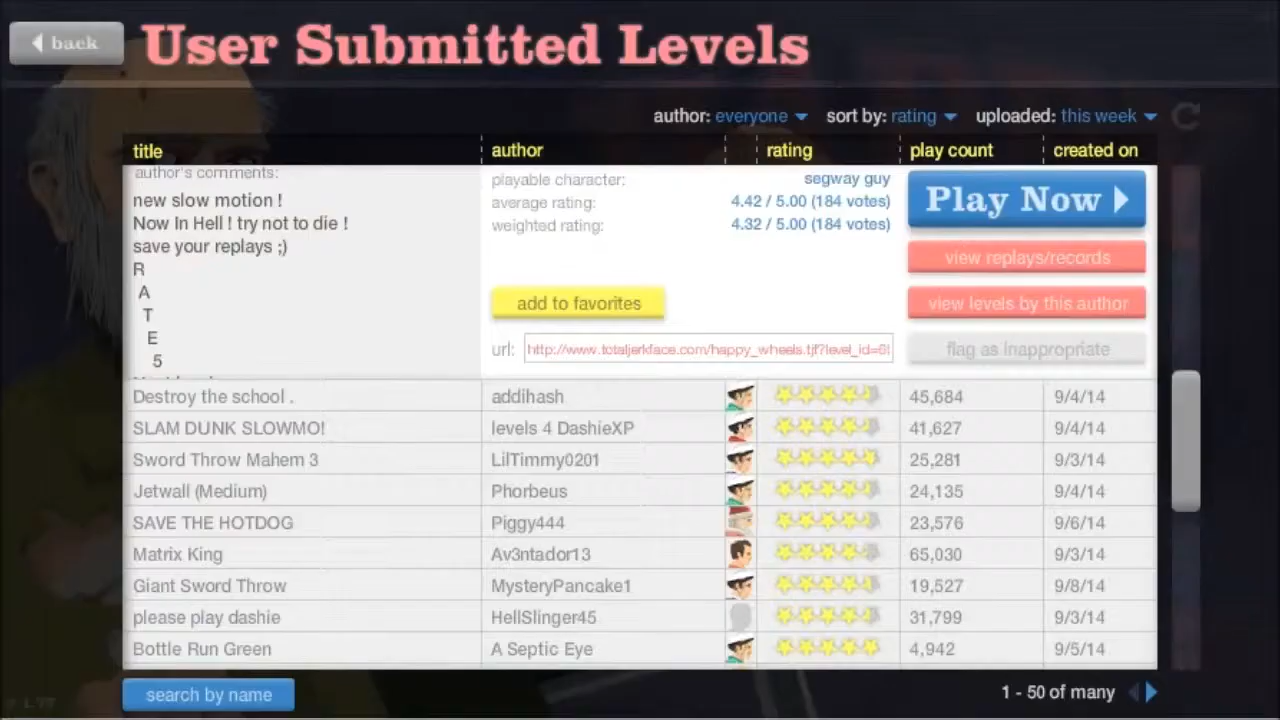 back
User Submitted Levels
author: everyone sort by: rating uploaded: this week
title author rating play count created on
author's comments:
new slow motion !
Now In Hell ! try not to die !
save your replays ;)
R
A
T
E
5
playable character: segway guy
average rating: 4.42 / 5.00 (184 votes)
weighted rating: 4.32 / 5.00 (184 votes)
add to favorites
url: http://www.totaljerkface.com/happy_wheels.tjf?level_id=
Play Now
view replays/records
view levels by this author
flag as inappropriate
Destroy the school . addihash 45,684 9/4/14
SLAM DUNK SLOWMO! levels 4 DashieXP 41,627 9/4/14
Sword Throw Mahem 3 LilTimmy0201 25,281 9/3/14
Jetwall (Medium) Phorbeus 24,135 9/4/14
SAVE THE HOTDOG Piggy444 23,576 9/6/14
Matrix King Av3ntador13 65,030 9/3/14
Giant Sword Throw MysteryPancake1 19,527 9/8/14
please play dashie HellSlinger45 31,799 9/3/14
Bottle Run Green A Septic Eye 4,942 9/5/14
search by name
1 - 50 of many